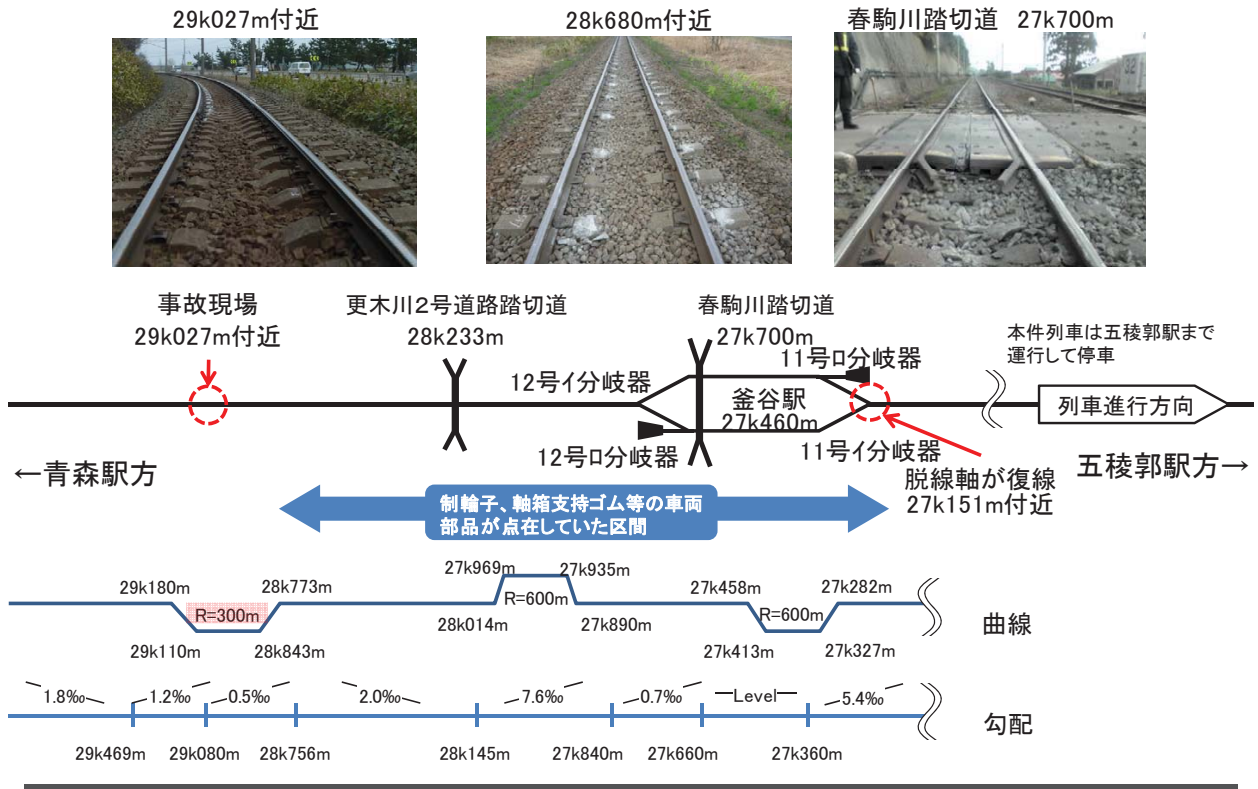 29k027m付近
28k680m付近
春駒川踏切道 27k700m
事故現場
29k027m付近
更木川2号道路踏切道
28k233m
春駒川踏切道
27k700m
本件列車は五稜郭駅まで
運行して停車
11号ﾛ分岐器
12号ｲ分岐器
釜谷駅
27k460m
列車進行方向
12号ﾛ分岐器
11号ｲ分岐器
←青森駅方
五稜郭駅方→
脱線軸が復線
27k151m付近
制輪子、軸箱支持ゴム等の車両
部品が点在していた区間
29k180m
28k773m
27k969m
27k935m
27k458m
27k282m
R=300m
R=600m
R=600m
曲線
29k110m
28k843m
28k014m
27k890m
27k413m
27k327m
1.8‰
1.2‰
0.5‰
2.0‰
7.6‰
0.7‰
Level
5.4‰
勾配
29k469m
29k080m
28k756m
28k145m
27k840m
27k660m
27k360m